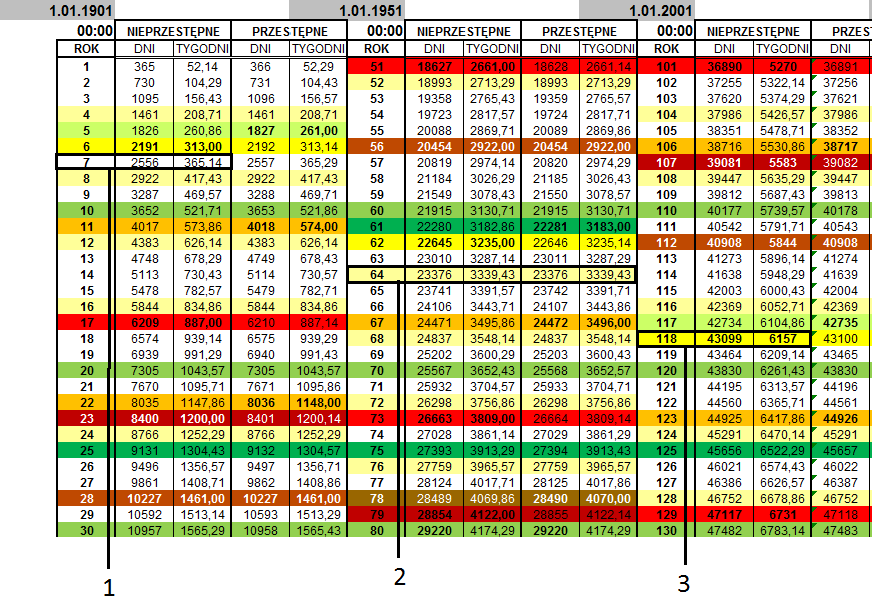 1.01.1901 1.01.1951 1.01.2001
00:00 NIEPRZESTĘPNE PRZESTĘPNE 00:00 NIEPRZESTĘPNE PRZESTĘPNE 00:00 NIEPRZESTĘPNE PRZES
ROK DNI TYGODNI DNI TYGODNI ROK DNI TYGODNI DNI TYGODNI ROK DNI TYGODNI DNI
1 365 52,14 366 52,29 51 18627 2661,00 18628 2661,14 101 36890 5270 36891
2 730 104,29 731 104,43 52 18993 2713,29 18993 2713,29 102 37255 5322,14 37256
3 1095 156,43 1096 156,57 53 19358 2765,43 19359 2765,57 103 37620 5374,29 37621
4 1461 208,71 1461 208,71 54 19723 2817,57 19724 2817,71 104 37986 5426,57 37986
5 1826 260,86 1827 261,00 55 20088 2869,71 20089 2869,86 105 38351 5478,71 38352
6 2191 313,00 2192 313,14 56 20454 2922,00 20454 2922,00 106 38716 5530,86 38717
7 2556 365,14 2557 365,29 57 20819 2974,14 20820 2974,29 107 39081 5583 39082
8 2922 417,43 2922 417,43 58 21184 3026,29 21185 3026,43 108 39447 5635,29 39447
9 3287 469,57 3288 469,71 59 21549 3078,43 21550 3078,57 109 39812 5687,43 39813
10 3652 521,71 3653 521,86 60 21915 3130,71 21915 3130,71 110 40177 5739,57 40178
11 4017 573,86 4018 574,00 61 22280 3182,86 22281 3183,00 111 40542 5791,71 40543
12 4383 626,14 4383 626,14 62 22645 3235,00 22646 3235,14 112 40908 5844 40908
13 4748 678,29 4749 678,43 63 23010 3287,14 23011 3287,29 113 41273 5896,14 41274
14 5113 730,43 5114 730,57 64 23376 3339,43 23376 3339,43 114 41638 5948,29 41639
15 5478 782,57 5479 782,71 65 23741 3391,57 23742 3391,71 115 42003 6000,43 42004
16 5844 834,86 5844 834,86 66 24106 3443,71 24107 3443,86 116 42369 6052,71 42369
17 6209 887,00 6210 887,14 67 24471 3495,86 24472 3496,00 117 42734 6104,86 42735
18 6574 939,14 6575 939,29 68 24837 3548,14 24837 3548,14 118 43099 6157 43100
19 6939 991,29 6940 991,43 69 25202 3600,29 25203 3600,43 119 43464 6209,14 43465
20 7305 1043,57 7305 1043,57 70 25567 3652,43 25568 3652,57 120 43830 6261,43 43830
21 7670 1095,71 7671 1095,86 71 25932 3704,57 25933 3704,71 121 44195 6313,57 44196
22 8035 1147,86 8036 1148,00 72 26298 3756,86 26298 3756,86 122 44560 6365,71 44561
23 8400 1200,00 8401 1200,14 73 26663 3809,00 26664 3809,14 123 44925 6417,86 44926
24 8766 1252,29 8766 1252,29 74 27028 3861,14 27029 3861,29 124 45291 6470,14 45291
25 9131 1304,43 9132 1304,57 75 27393 3913,29 27394 3913,43 125 45656 6522,29 45657
26 9496 1356,57 9497 1356,71 76 27759 3965,57 27759 3965,57 126 46021 6574,43 46022
27 9861 1408,71 9862 1408,86 77 28124 4017,71 28125 4017,86 127 46386 6626,57 46387
28 10227 1461,00 10227 1461,00 78 28489 4069,86 28490 4070,00 128 46752 6678,86 46752
29 10592 1513,14 10593 1513,29 79 28854 4122,00 28855 4122,14 129 47117 6731 47118
30 10957 1565,29 10958 1565,43 80 29220 4174,29 29220 4174,29 130 47482 6783,14 47483
1 2 3